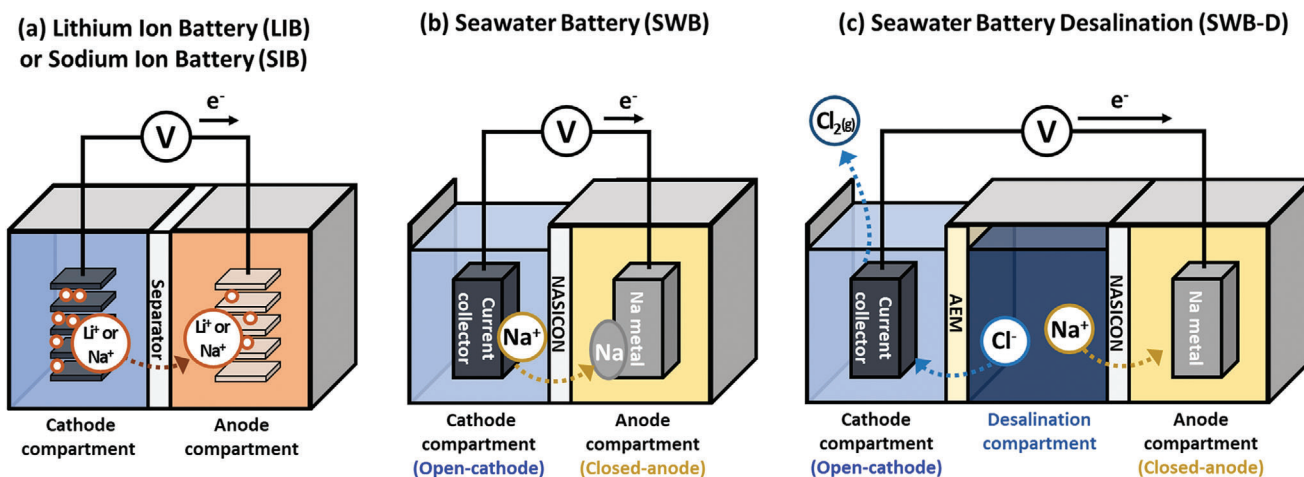 (a) Lithium Ion Battery (LIB)
or Sodium Ion Battery (SIB)
e⁻
V
Separator
Li⁺ or
Na⁺
Li⁺ or
Na⁺
Cathode
compartment
Anode
compartment
(b) Seawater Battery (SWB)
e⁻
V
Current
collector
Na⁺
NASICON
Na
Na metal
Cathode
compartment
(Open-cathode)
Anode
compartment
(Closed-anode)
(c) Seawater Battery Desalination (SWB-D)
Cl₂(g)
e⁻
V
Current
collector
AEM
Cl⁻
Na⁺
NASICON
Na metal
Cathode
compartment
(Open-cathode)
Desalination
compartment
Anode
compartment
(Closed-anode)